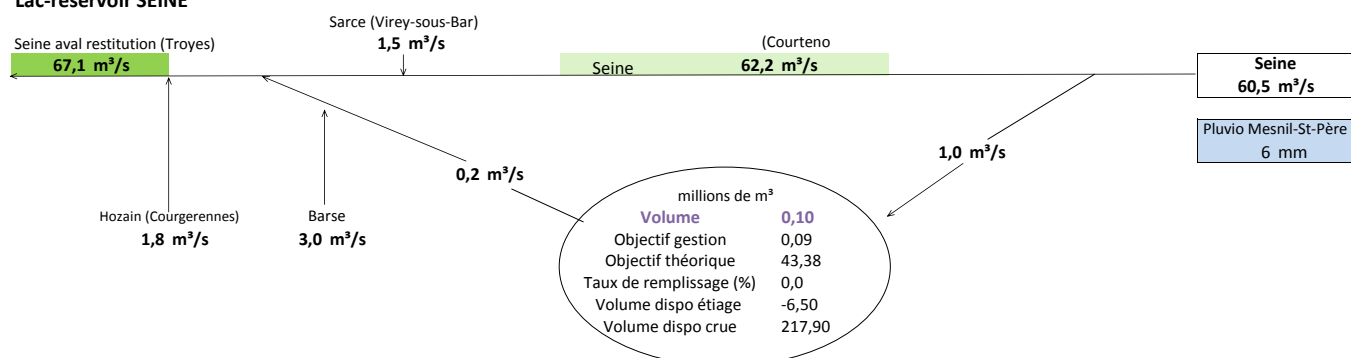 Lac-réservoir SEINE
Sarce (Virey-sous-Bar)
1,5 m³/s
Seine aval restitution (Troyes)
67,1 m³/s
(Courteno
Seine 62,2 m³/s
Seine
60,5 m³/s
Pluvio Mesnil-St-Père
6 mm
1,0 m³/s
0,2 m³/s
Hozain (Courgerennes)
1,8 m³/s
Barse
3,0 m³/s
millions de m³
Volume 0,10
Objectif gestion 0,09
Objectif théorique 43,38
Taux de remplissage (%) 0,0
Volume dispo étiage -6,50
Volume dispo crue 217,90